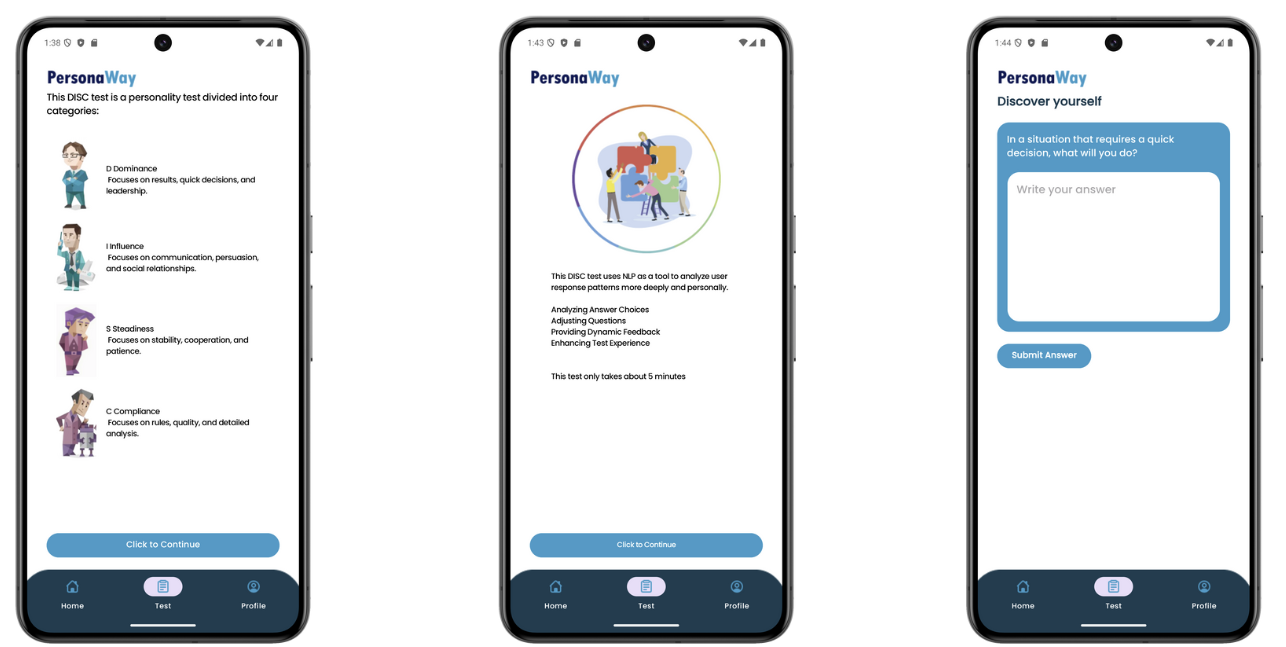 1:38
PersonaWay
This DISC test is a personality test divided into four
categories:
D Dominance
Focuses on results, quick decisions, and
leadership.
I Influence
Focuses on communication, persuasion,
and social relationships.
S Steadiness
Focuses on stability, cooperation, and
patience.
C Compliance
Focuses on rules, quality, and detailed
analysis.
Click to Continue
Home Test Profile
1:43
PersonaWay
This DISC test uses NLP as a tool to analyze user
response patterns more deeply and personally.
Analyzing Answer Choices
Adjusting Questions
Providing Dynamic Feedback
Enhancing Test Experience
This test only takes about 5 minutes
Click to Continue
Home Test Profile
1:44
PersonaWay
Discover yourself
In a situation that requires a quick
decision, what will you do?
Write your answer
Submit Answer
Home Test Profile